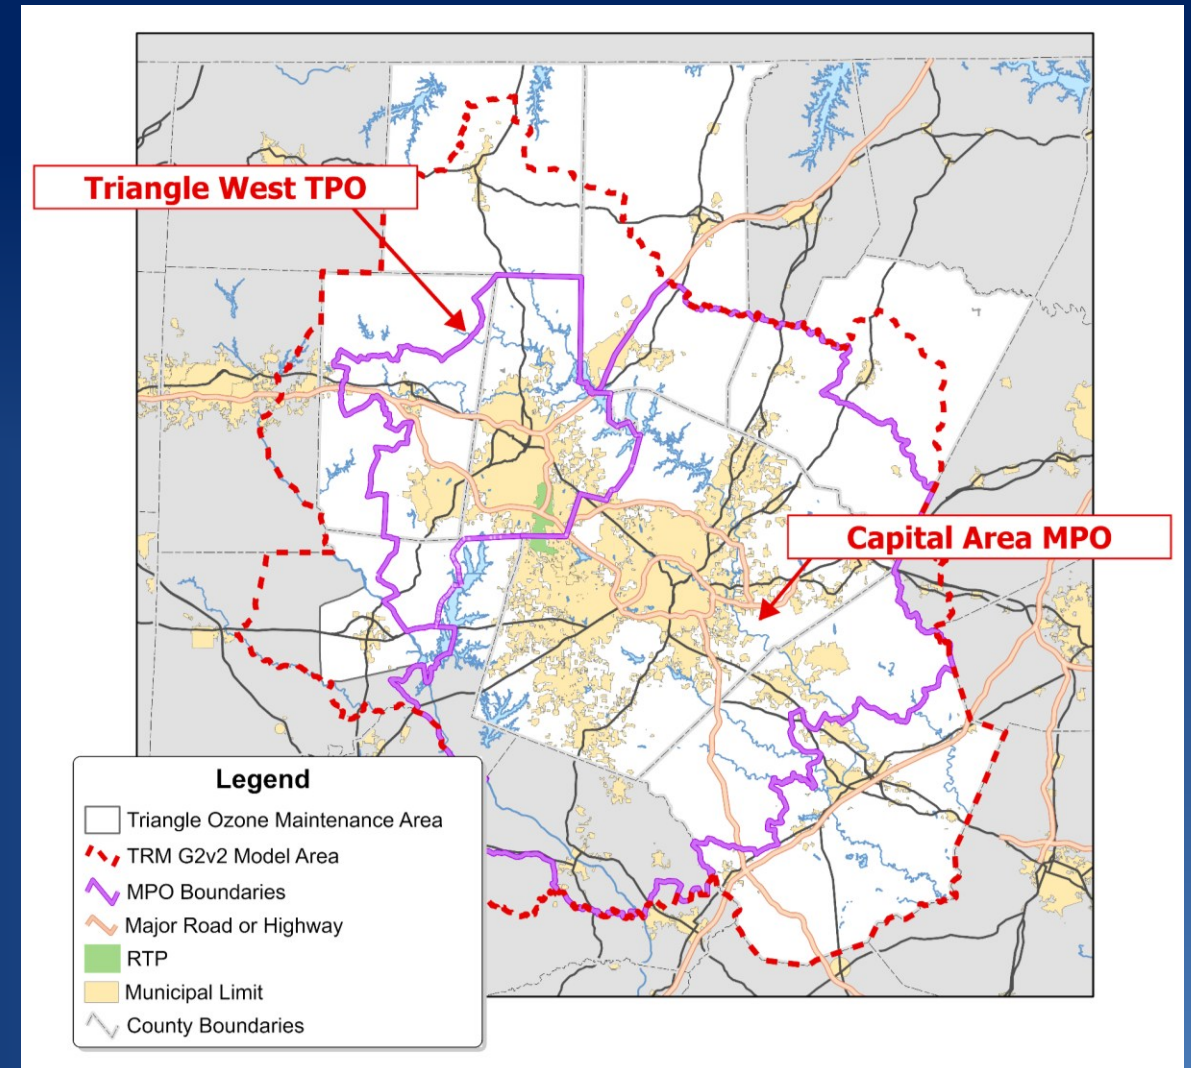 Triangle West TPO
Capital Area MPO
Legend
Triangle Ozone Maintenance Area
TRM G2v2 Model Area
MPO Boundaries
Major Road or Highway
RTP
Municipal Limit
County Boundaries